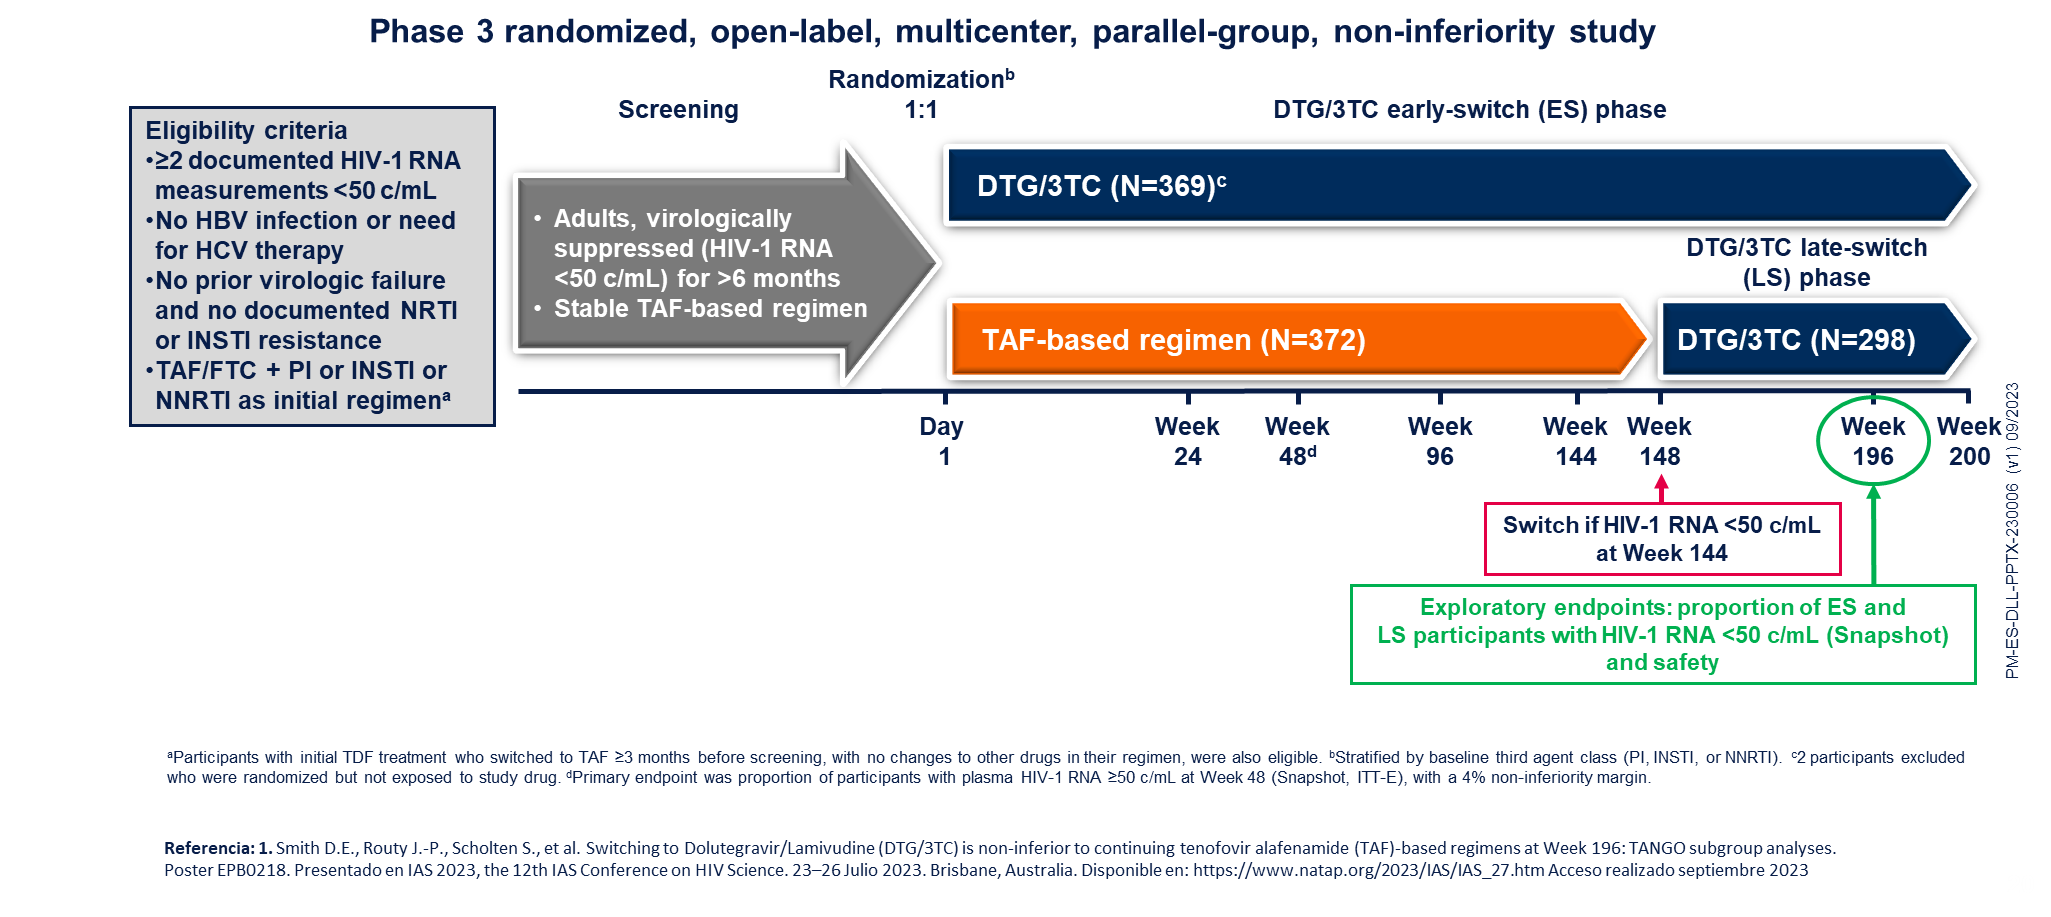 Phase 3 randomized, open-label, multicenter, parallel-group, non-inferiority study
Eligibility criteria
•≥2 documented HIV-1 RNA
measurements <50 c/mL
•No HBV infection or need
for HCV therapy
•No prior virologic failure
and no documented NRTI
or INSTI resistance
•TAF/FTC + PI or INSTI or
NNRTI as initial regimenᵃ
Screening
Randomizationᵇ
1:1
DTG/3TC early-switch (ES) phase
• Adults, virologically
suppressed (HIV-1 RNA
<50 c/mL) for >6 months
• Stable TAF-based regimen
DTG/3TC (N=369)ᶜ
DTG/3TC late-switch
(LS) phase
TAF-based regimen (N=372)
DTG/3TC (N=298)
Day
1
Week
24
Week
48ᵈ
Week
96
Week
144
Week
148
Week
196
Week
200
Switch if HIV-1 RNA <50 c/mL
at Week 144
Exploratory endpoints: proportion of ES and
LS participants with HIV-1 RNA <50 c/mL (Snapshot)
and safety
PM-ES-DLL-PPTX-230006 (v1) 09/2023
ᵃParticipants with initial TDF treatment who switched to TAF ≥3 months before screening, with no changes to other drugs in their regimen, were also eligible. ᵇStratified by baseline third agent class (PI, INSTI, or NNRTI). ᶜ2 participants excluded
who were randomized but not exposed to study drug. ᵈPrimary endpoint was proportion of participants with plasma HIV-1 RNA ≥50 c/mL at Week 48 (Snapshot, ITT-E), with a 4% non-inferiority margin.
Referencia: 1. Smith D.E., Routy J.-P., Scholten S., et al. Switching to Dolutegravir/Lamivudine (DTG/3TC) is non-inferior to continuing tenofovir alafenamide (TAF)-based regimens at Week 196: TANGO subgroup analyses.
Poster EPB0218. Presentado en IAS 2023, the 12th IAS Conference on HIV Science. 23–26 Julio 2023. Brisbane, Australia. Disponible en: https://www.natap.org/2023/IAS/IAS_27.htm Acceso realizado septiembre 2023